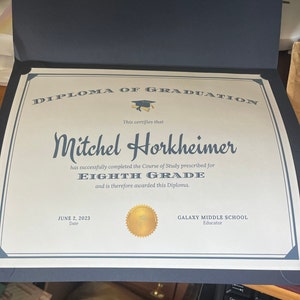 DIPLOMA OF GRADUATION
This certifies that
Mitchel Horkheimer
has successfully completed the Course of Study prescribed for
EIGHTH GRADE
and is therefore awarded this Diploma.
JUNE 2, 2023
Date
GALAXY MIDDLE SCHOOL
Educator